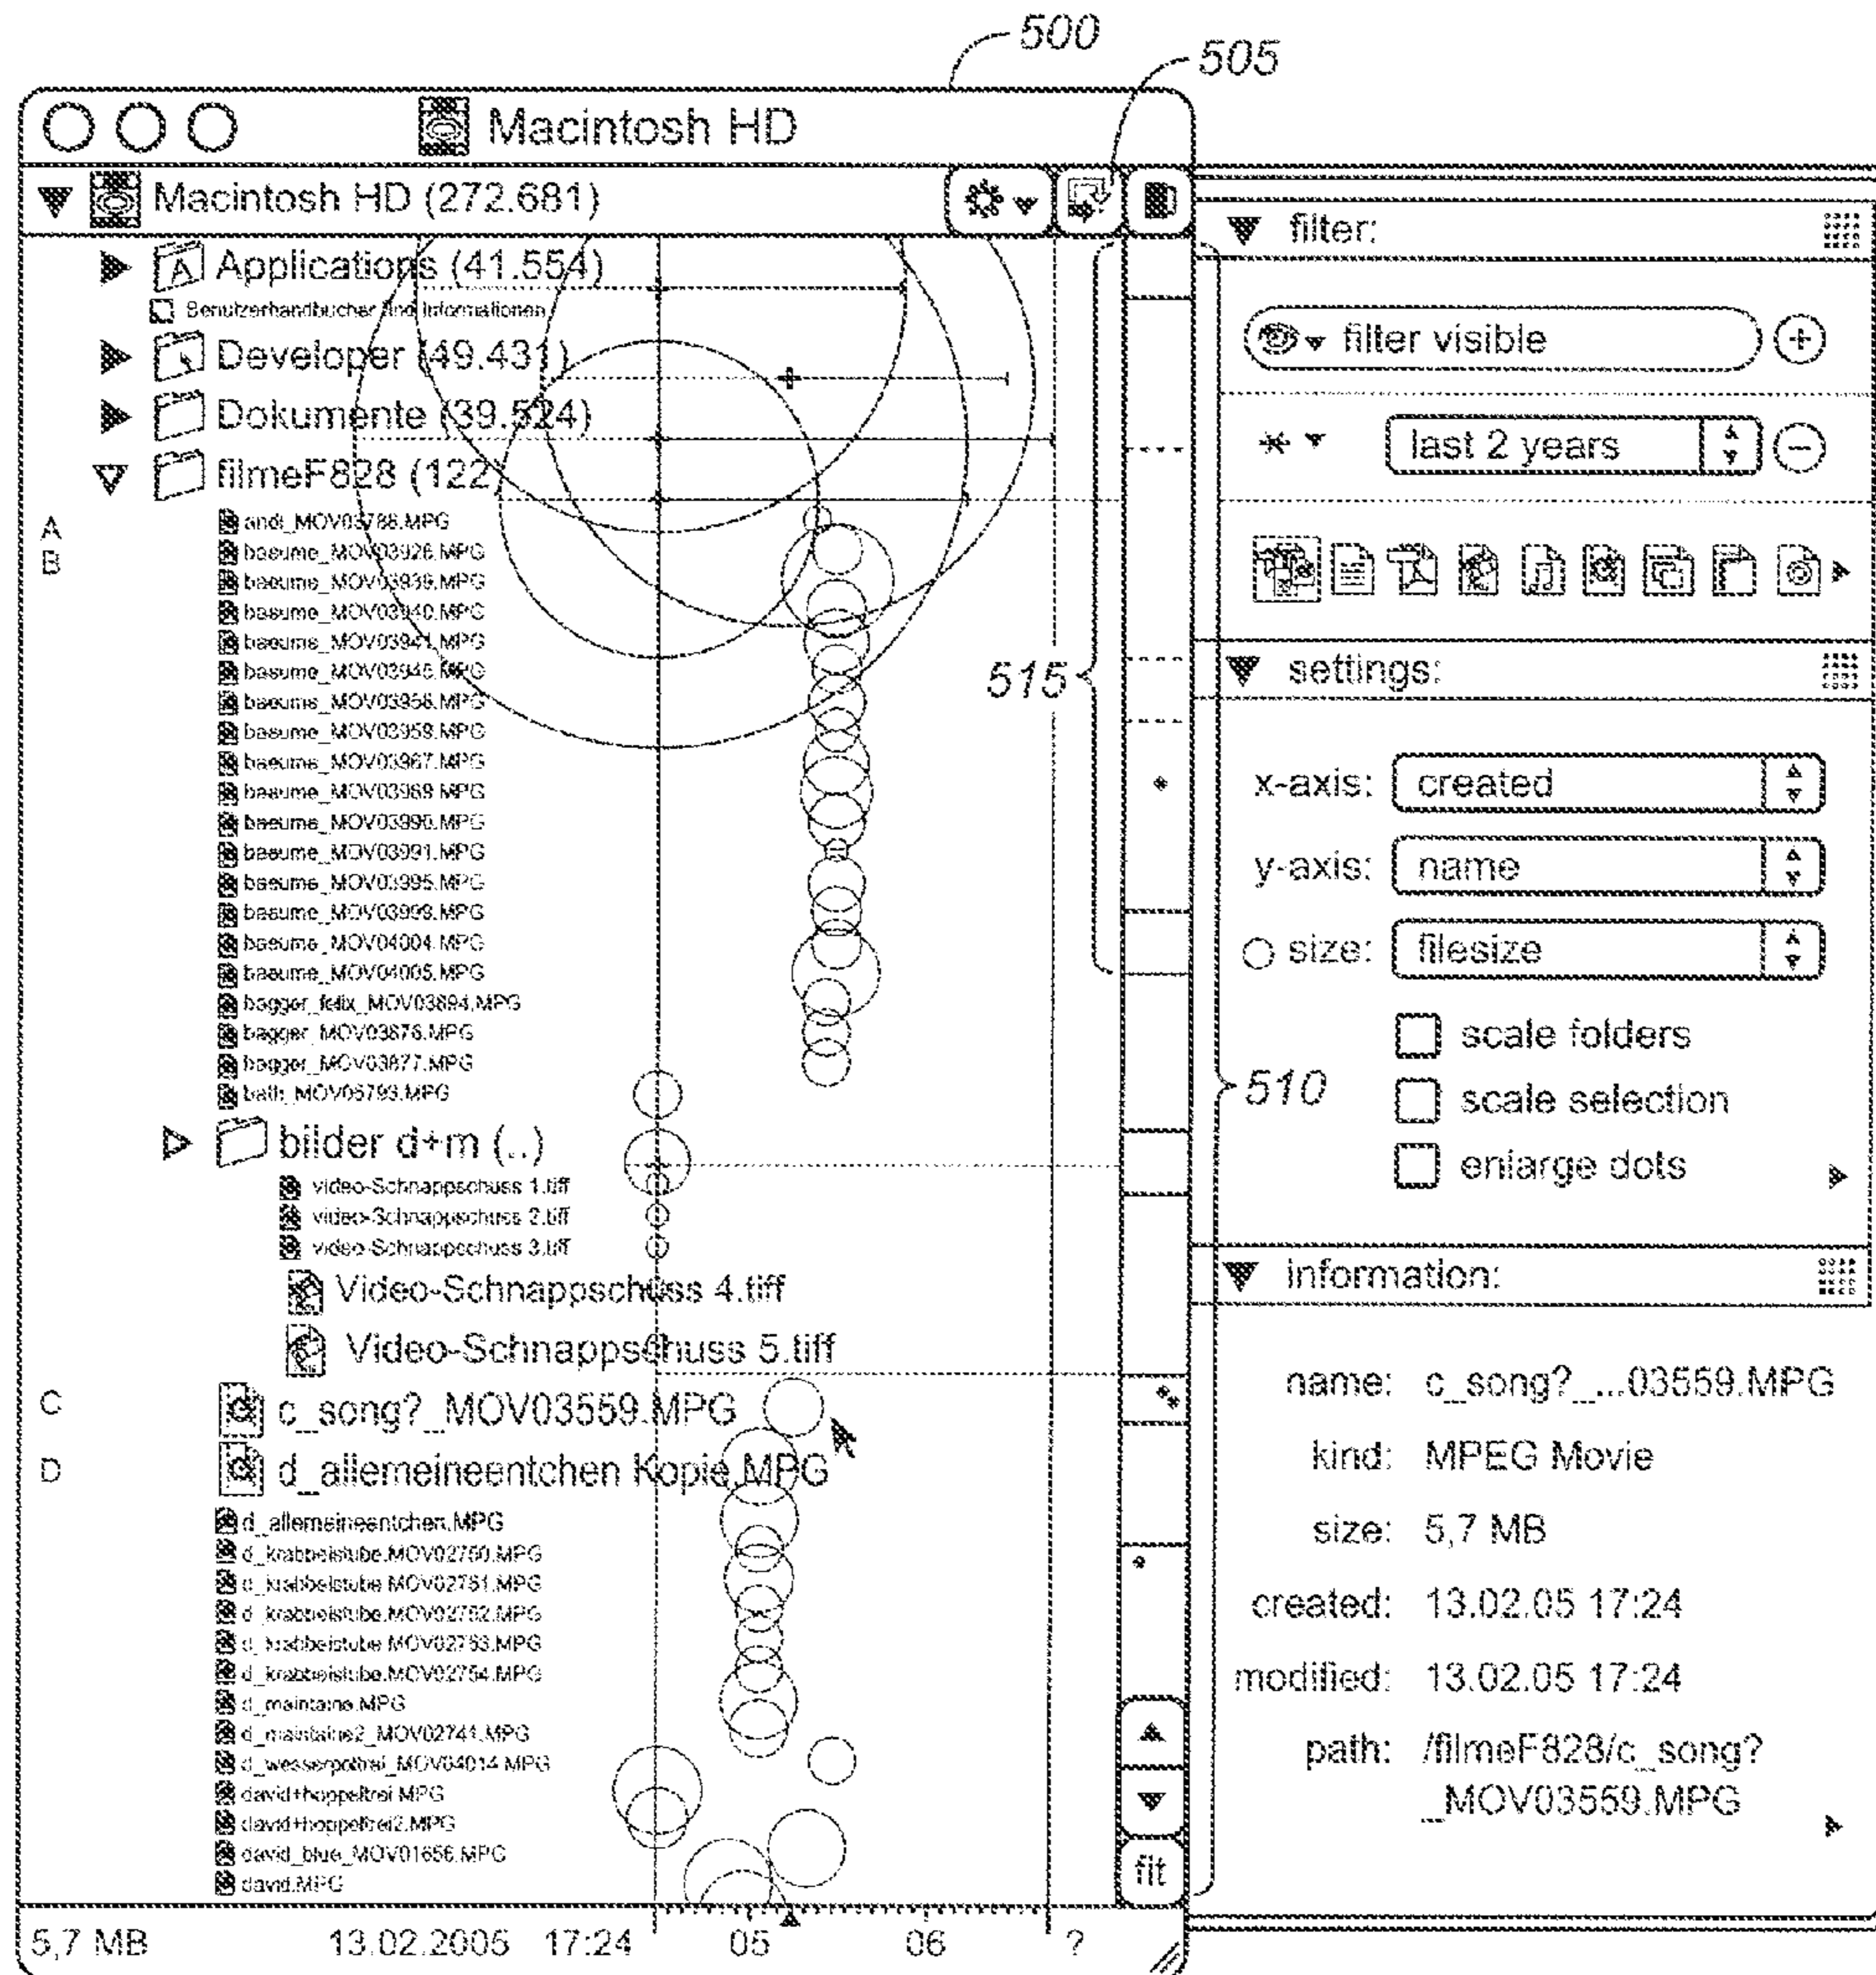 500
505
Macintosh HD
Macintosh HD (272.681)
Applications (41.554)
Benutzerhandbucher und Informationen
Developer (49.431)
Dokumente (39.524)
filmeF828 (122)
A
andi_MOV03786.MPG
B
baeume_MOV03926.MPG
baeume_MOV03939.MPG
baeume_MOV03940.MPG
baeume_MOV03941.MPG
baeume_MOV03945.MPG
baeume_MOV03956.MPG
baeume_MOV03959.MPG
baeume_MOV03967.MPG
baeume_MOV03969.MPG
baeume_MOV03990.MPG
baeume_MOV03991.MPG
baeume_MOV03995.MPG
baeume_MOV03999.MPG
baeume_MOV04004.MPG
baeume_MOV04005.MPG
bagger_felix_MOV03894.MPG
bagger_MOV03876.MPG
bagger_MOV03877.MPG
bath_MOV05793.MPG
bilder d+m (..)
video-Schnappschuss 1.tiff
video-Schnappschuss 2.tiff
video-Schnappschuss 3.tiff
Video-Schnappschuss 4.tiff
Video-Schnappschuss 5.tiff
C c_song?_MOV03559.MPG
D d_allemeineentchen Kopie.MPG
d_allemeineentchen.MPG
d_krabbelstube.MOV02750.MPG
d_krabbelstube.MOV02751.MPG
d_krabbelstube.MOV02752.MPG
d_krabbelstube.MOV02753.MPG
d_krabbelstube.MOV02754.MPG
d_maintaine.MPG
d_maintaine2_MOV02741.MPG
david+hoppeltrei.MPG
david+hoppeltrei2.MPG
david_blue_MOV01656.MPG
david.MPG
5,7 MB 13.02.2005 17:24 05 06 ?
515
510
fit
filter:
filter visible +
* last 2 years −
settings:
x-axis: created
y-axis: name
size: filesize
scale folders
scale selection
enlarge dots
information:
name: c_song?_...03559.MPG
kind: MPEG Movie
size: 5,7 MB
created: 13.02.05 17:24
modified: 13.02.05 17:24
path: /filmeF828/c_song?
_MOV03559.MPG